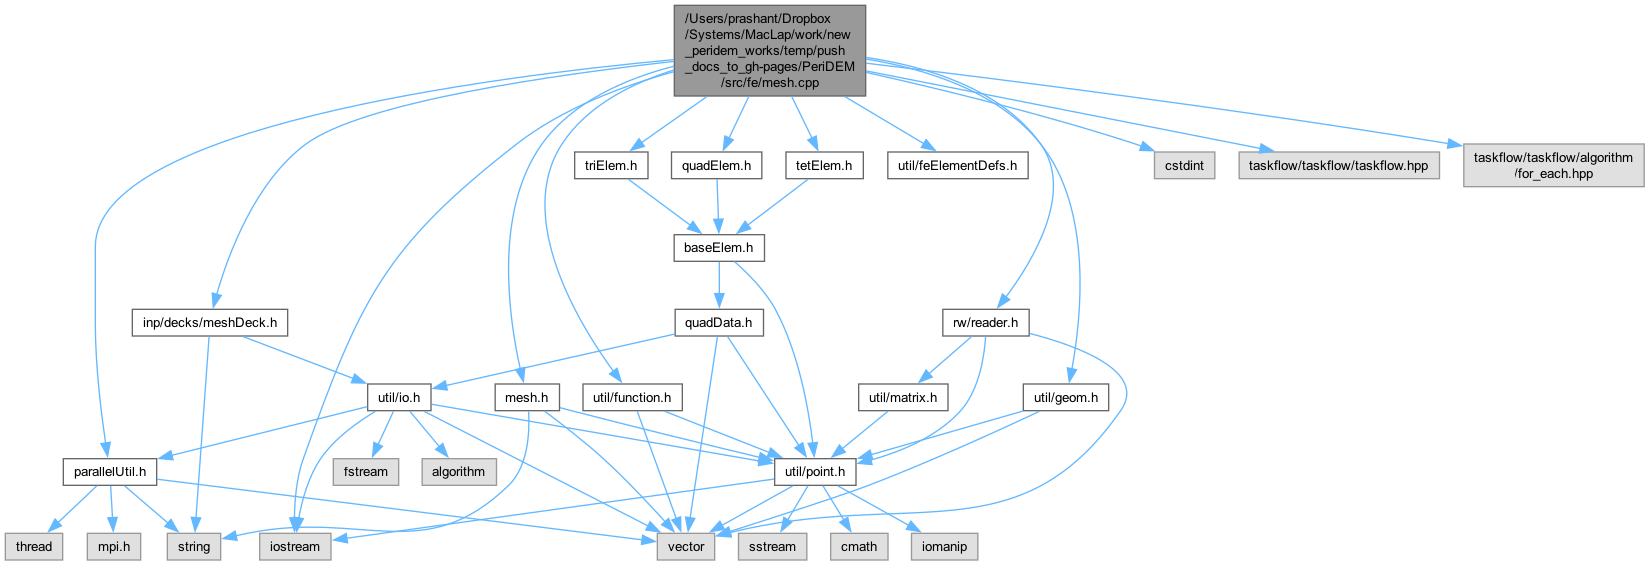 /Users/prashant/Dropbox
/Systems/MacLap/work/new
_peridem_works/temp/push
_docs_to_gh-pages/PeriDEM
/src/fe/mesh.cpp
triElem.h
quadElem.h
tetElem.h
util/feElementDefs.h
cstdint
taskflow/taskflow/taskflow.hpp
taskflow/taskflow/algorithm
/for_each.hpp
baseElem.h
inp/decks/meshDeck.h
quadData.h
rw/reader.h
util/io.h
mesh.h
util/function.h
util/matrix.h
util/geom.h
parallelUtil.h
fstream
algorithm
util/point.h
thread
mpi.h
string
iostream
vector
sstream
cmath
iomanip